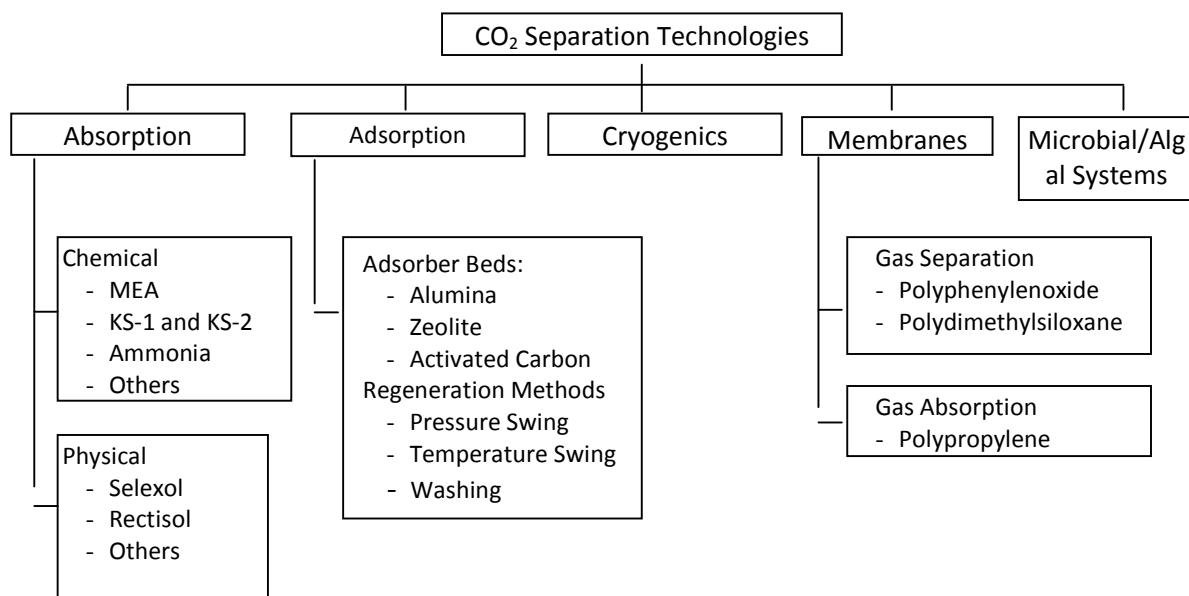 CO₂ Separation Technologies
Absorption
Adsorption
Cryogenics
Membranes
Microbial/Alg
al Systems
Chemical
- MEA
- KS-1 and KS-2
- Ammonia
- Others
Physical
- Selexol
- Rectisol
- Others
Adsorber Beds:
- Alumina
- Zeolite
- Activated Carbon
Regeneration Methods
- Pressure Swing
- Temperature Swing
- Washing
Gas Separation
- Polyphenylenoxide
- Polydimethylsiloxane
Gas Absorption
- Polypropylene